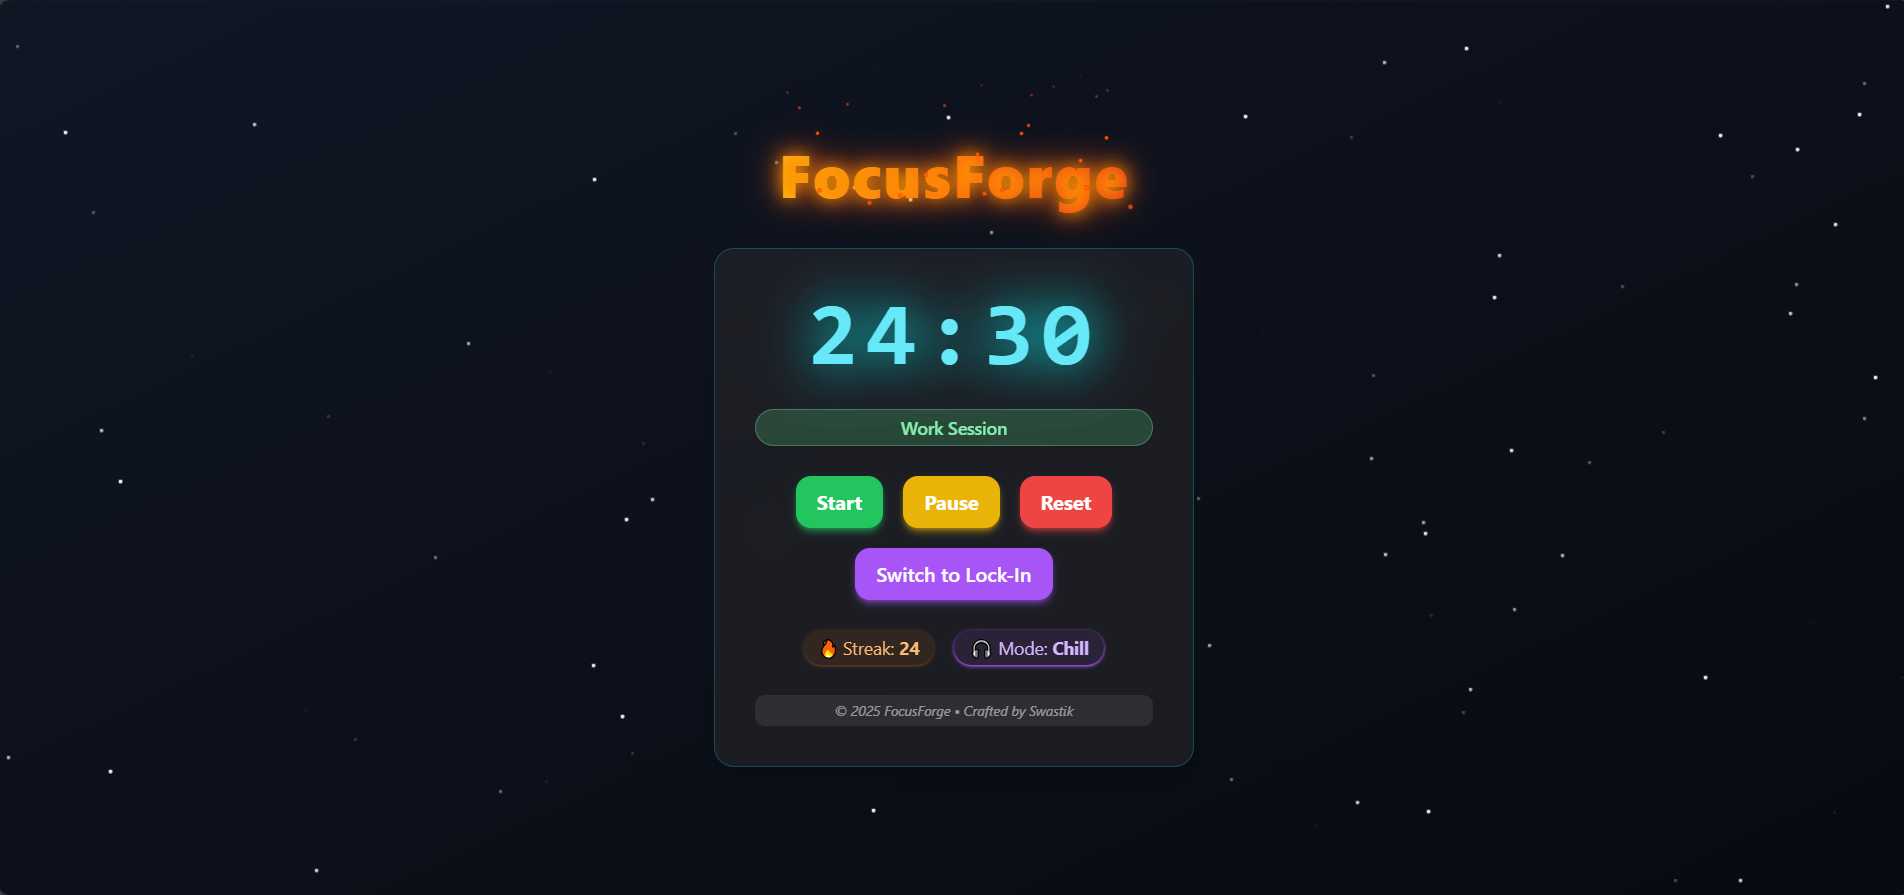 FocusForge
24:30
Work Session
Start Pause Reset
Switch to Lock-In
🔥 Streak: 24 🎧 Mode: Chill
© 2025 FocusForge • Crafted by Swastik